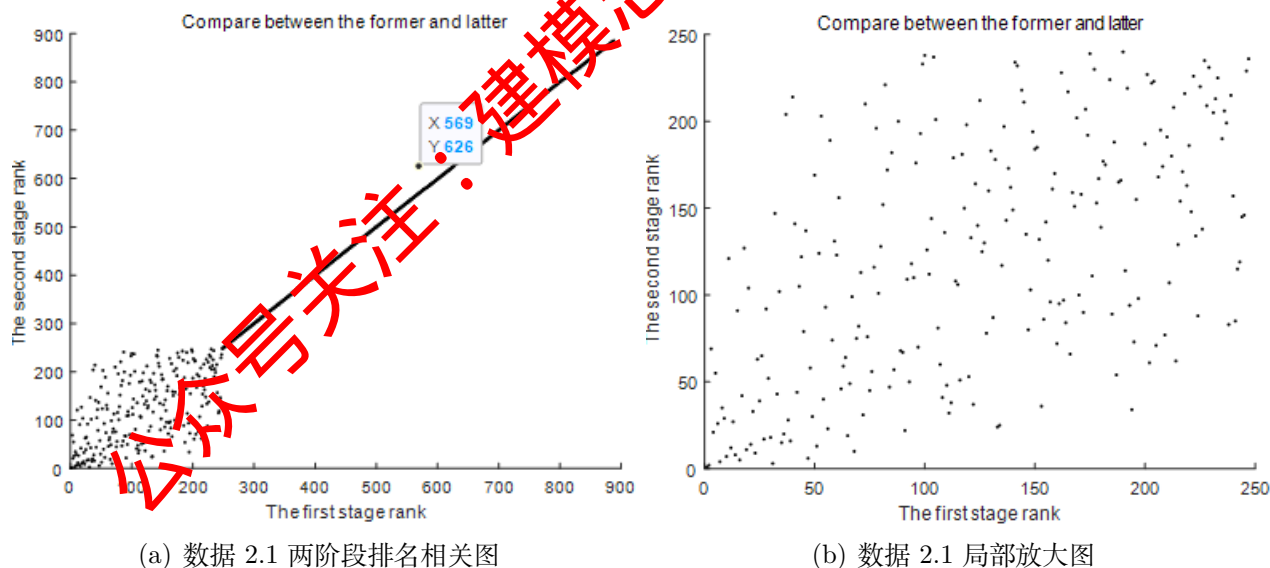 Compare between the former and latter
900
800
700
600
500
400
300
200
100
0
The second stage rank
X 569
Y 626
0 100 200 300 400 500 600 700 800 900
The first stage rank
(a) 数据 2.1 两阶段排名相关图
Compare between the former and latter
250
200
150
100
50
0
The second stage rank
0 50 100 150 200 250
The first stage rank
(b) 数据 2.1 局部放大图
公众号关注：建模